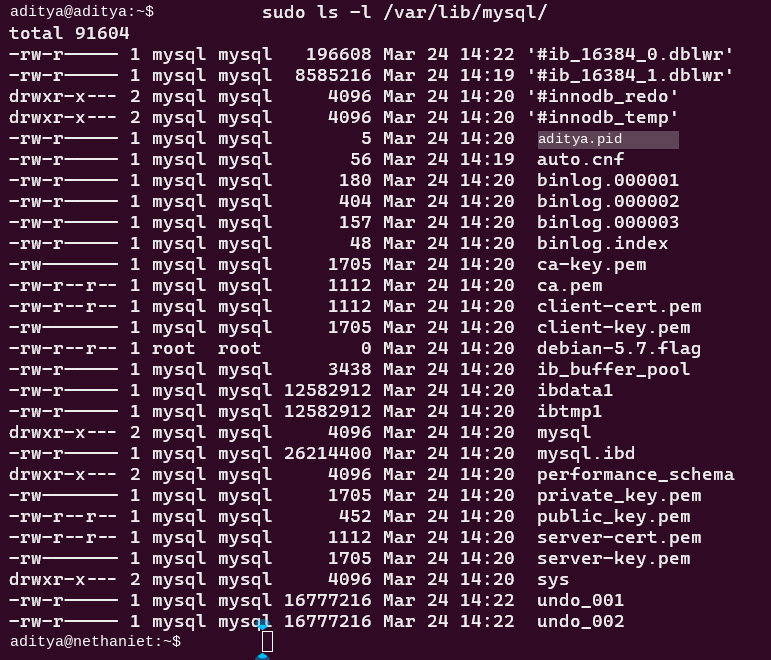 aditya@aditya:~$ sudo ls -l /var/lib/mysql/
total 91604
-rw-r----- 1 mysql mysql   196608 Mar 24 14:22 '#ib_16384_0.dblwr'
-rw-r----- 1 mysql mysql  8585216 Mar 24 14:19 '#ib_16384_1.dblwr'
drwxr-x--- 2 mysql mysql     4096 Mar 24 14:20 '#innodb_redo'
drwxr-x--- 2 mysql mysql     4096 Mar 24 14:20 '#innodb_temp'
-rw-r----- 1 mysql mysql        5 Mar 24 14:20  aditya.pid
-rw-r----- 1 mysql mysql       56 Mar 24 14:19  auto.cnf
-rw-r----- 1 mysql mysql      180 Mar 24 14:20  binlog.000001
-rw-r----- 1 mysql mysql      404 Mar 24 14:20  binlog.000002
-rw-r----- 1 mysql mysql      157 Mar 24 14:20  binlog.000003
-rw-r----- 1 mysql mysql       48 Mar 24 14:20  binlog.index
-rw------- 1 mysql mysql     1705 Mar 24 14:20  ca-key.pem
-rw-r--r-- 1 mysql mysql     1112 Mar 24 14:20  ca.pem
-rw-r--r-- 1 mysql mysql     1112 Mar 24 14:20  client-cert.pem
-rw------- 1 mysql mysql     1705 Mar 24 14:20  client-key.pem
-rw-r--r-- 1 root  root         0 Mar 24 14:20  debian-5.7.flag
-rw-r----- 1 mysql mysql     3438 Mar 24 14:20  ib_buffer_pool
-rw-r----- 1 mysql mysql 12582912 Mar 24 14:20  ibdata1
-rw-r----- 1 mysql mysql 12582912 Mar 24 14:20  ibtmp1
drwxr-x--- 2 mysql mysql     4096 Mar 24 14:20  mysql
-rw-r----- 1 mysql mysql 26214400 Mar 24 14:20  mysql.ibd
drwxr-x--- 2 mysql mysql     4096 Mar 24 14:20  performance_schema
-rw------- 1 mysql mysql     1705 Mar 24 14:20  private_key.pem
-rw-r--r-- 1 mysql mysql      452 Mar 24 14:20  public_key.pem
-rw-r--r-- 1 mysql mysql     1112 Mar 24 14:20  server-cert.pem
-rw------- 1 mysql mysql     1705 Mar 24 14:20  server-key.pem
drwxr-x--- 2 mysql mysql     4096 Mar 24 14:20  sys
-rw-r----- 1 mysql mysql 16777216 Mar 24 14:22  undo_001
-rw-r----- 1 mysql mysql 16777216 Mar 24 14:22  undo_002
aditya@nethaniet:~$